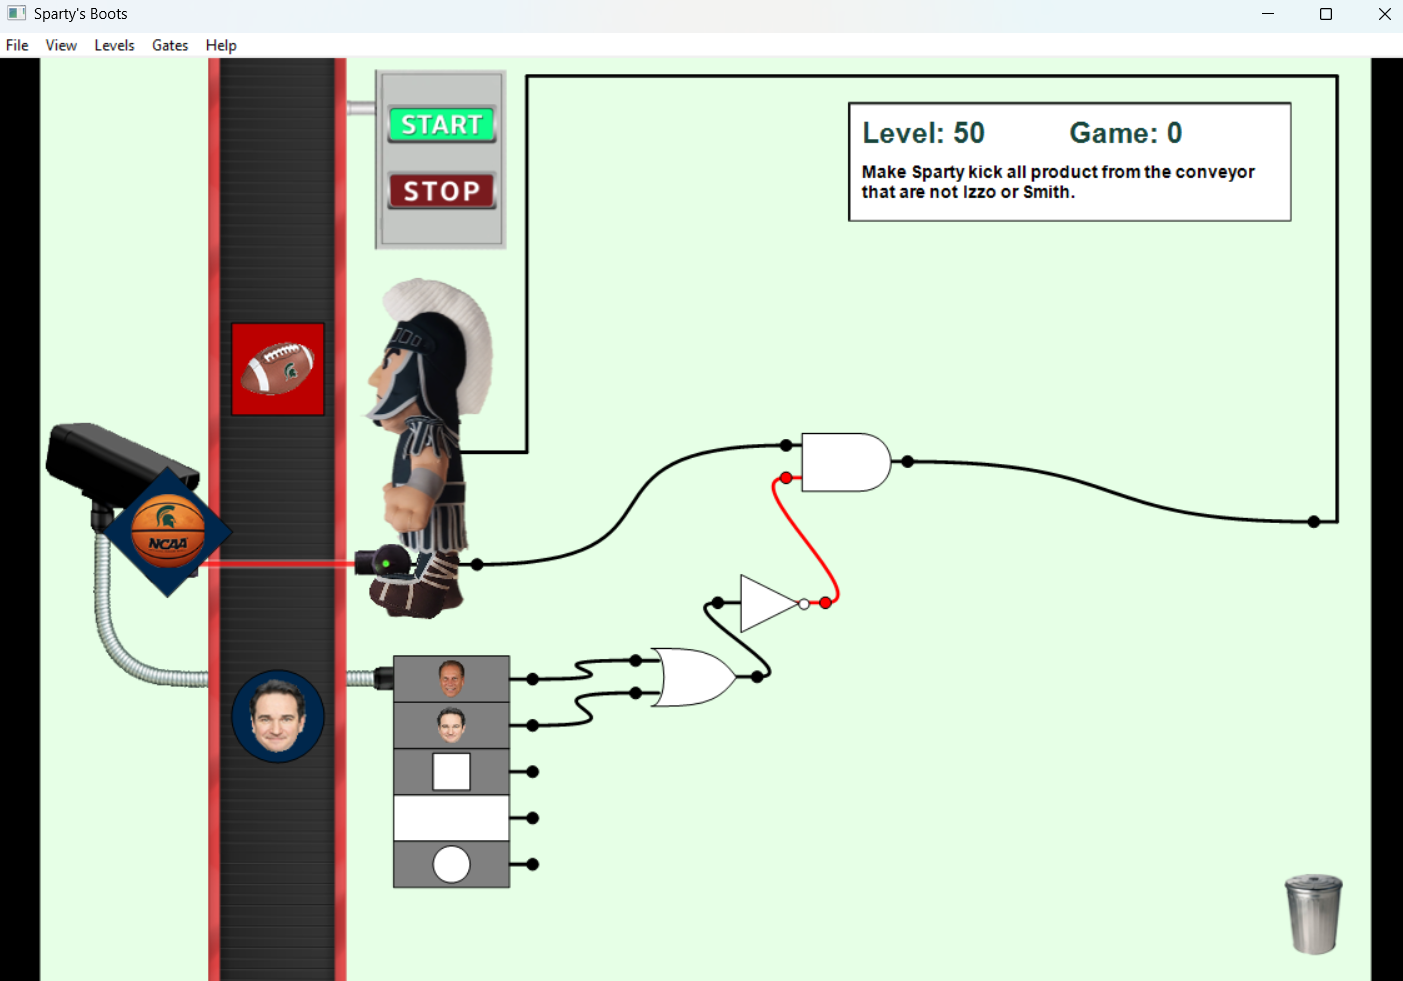 Sparty's Boots
File View Levels Gates Help
START
STOP
Level: 50 Game: 0
Make Sparty kick all product from the conveyor
that are not Izzo or Smith.
NCAA